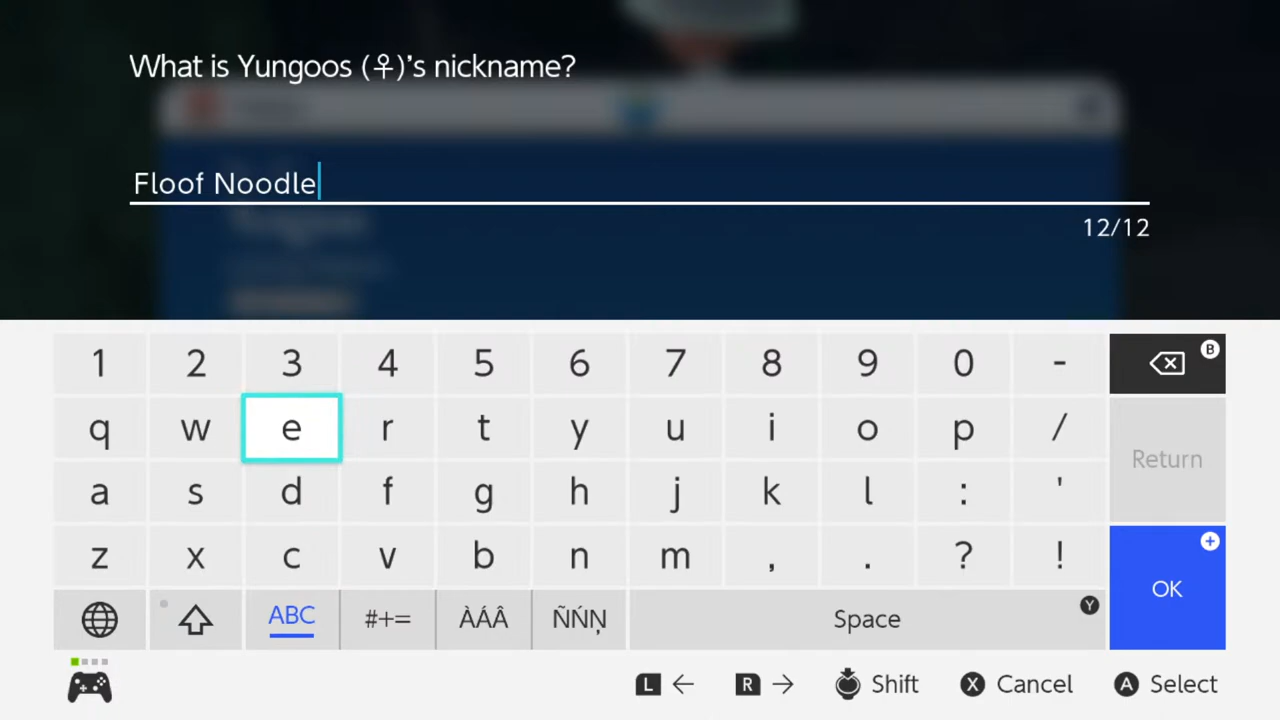 What is Yungoos (♀)'s nickname?
Floof Noodle
12/12
1 2 3 4 5 6 7 8 9 0 - B
q w e r t y u i o p / Return
a s d f g h j k l : '
z x c v b n m , . ? ! + OK
ABC #+= ÀÁÂ ÑŃŅ Space Y
L ← R → Shift X Cancel A Select